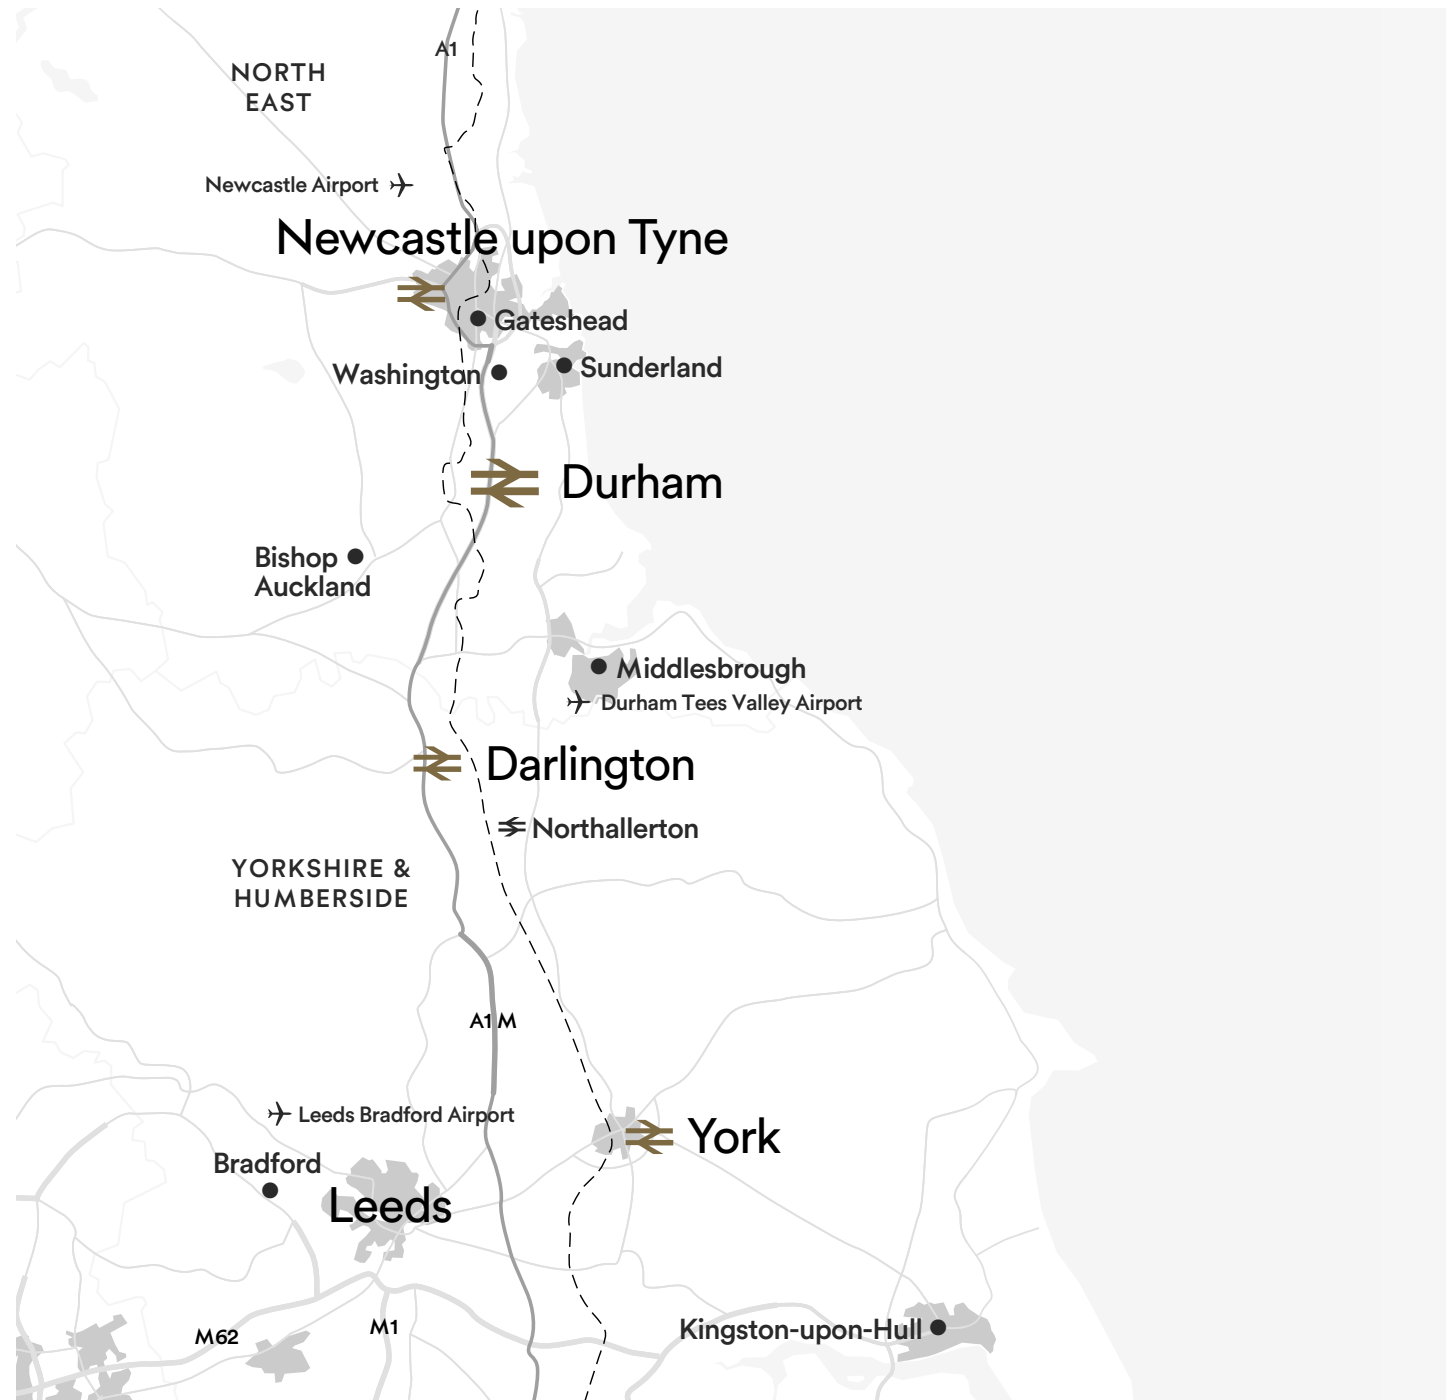 A1
NORTH
EAST
Newcastle Airport
Newcastle upon Tyne
Gateshead
Sunderland
Washington
Durham
Bishop
Auckland
Middlesbrough
Durham Tees Valley Airport
Darlington
Northallerton
YORKSHIRE &
HUMBERSIDE
A1 M
Leeds Bradford Airport
York
Bradford
Leeds
Kingston-upon-Hull
M1
M62